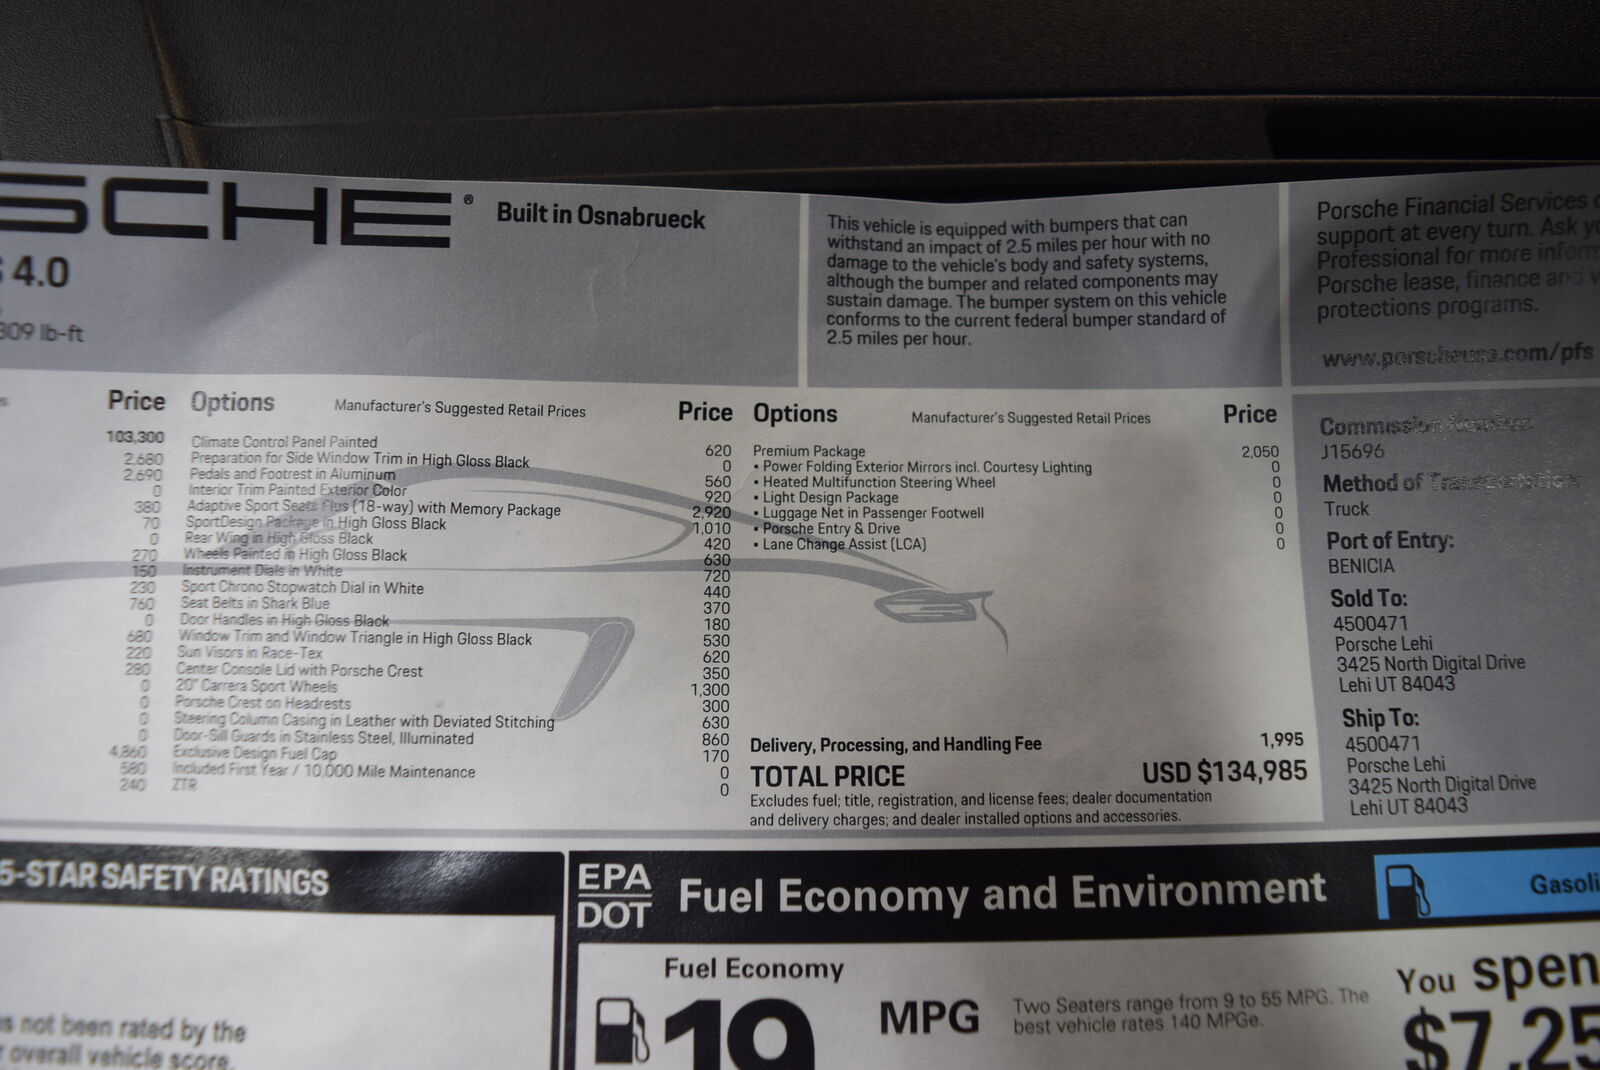 SCHE® Built in Osnabrueck
4.0
309 lb-ft
This vehicle is equipped with bumpers that can
withstand an impact of 2.5 miles per hour with no
damage to the vehicle's body and safety systems,
although the bumper and related components may
sustain damage. The bumper system on this vehicle
conforms to the current federal bumper standard of
2.5 miles per hour.
Porsche Financial Services
support at every turn. Ask
Professional for more
Porsche lease, finance and
protections programs.
www.porscheusa.com/pfs
Price
103,300
2,680
2,690
0
380
70
0
270
150
230
760
0
680
220
280
0
0
0
0
4,860
580
240
Options Manufacturer's Suggested Retail Prices Price
Climate Control Panel Painted 620
Preparation for Side Window Trim in High Gloss Black 0
Pedals and Footrest in Aluminum 560
Interior Trim Painted Exterior Color 920
Adaptive Sport Seats Plus (18-way) with Memory Package 2,920
SportDesign Package in High Gloss Black 1,010
Rear Wing in High Gloss Black 420
Wheels Painted in High Gloss Black 630
Instrument Dials in White 720
Sport Chrono Stopwatch Dial in White 440
Seat Belts in Shark Blue 370
Door Handles in High Gloss Black 180
Window Trim and Window Triangle in High Gloss Black 530
Sun Visors in Race-Tex 620
Center Console Lid with Porsche Crest 350
20" Carrera Sport Wheels 1,300
Porsche Crest on Headrests 300
Steering Column Casing in Leather with Deviated Stitching 630
Door-Sill Guards in Stainless Steel, Illuminated 860
Exclusive Design Fuel Cap 170
Included First Year / 10,000 Mile Maintenance 0
ZTR 0
Options Manufacturer's Suggested Retail Prices Price
Premium Package 2,050
• Power Folding Exterior Mirrors incl. Courtesy Lighting 0
• Heated Multifunction Steering Wheel 0
• Light Design Package 0
• Luggage Net in Passenger Footwell 0
• Porsche Entry & Drive 0
• Lane Change Assist (LCA) 0
Delivery, Processing, and Handling Fee 1,995
TOTAL PRICE USD $134,985
Excludes fuel; title, registration, and license fees; dealer documentation
and delivery charges; and dealer installed options and accessories.
Commission Number:
J15696
Method of Transportation:
Truck
Port of Entry:
BENICIA
Sold To:
4500471
Porsche Lehi
3425 North Digital Drive
Lehi UT 84043
Ship To:
4500471
Porsche Lehi
3425 North Digital Drive
Lehi UT 84043
5-STAR SAFETY RATINGS
not been rated by the
overall vehicle score.
EPA
DOT
Fuel Economy and Environment
Fuel Economy
19 MPG
Two Seaters range from 9 to 55 MPG. The
best vehicle rates 140 MPGe.
You spen
$7,25